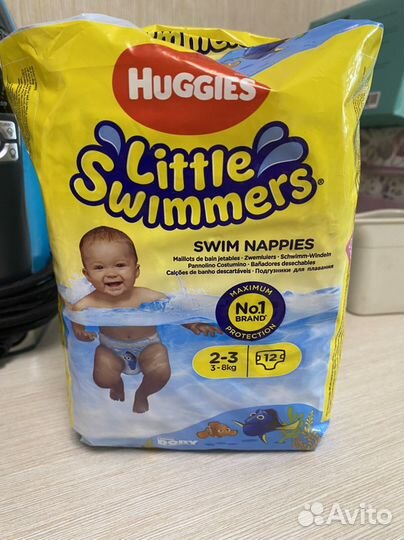 wimmers
HUGGIES
Little
Swimmers®
SWIM NAPPIES
Maillots de bain jetables · Zwemluiers · Schwimm-Windeln
Pannolino Costumino · Bañadores desechables
Calções de banho descartáveis · Подгузники для плавания
MAXIMUM
No.1
BRAND*
PROTECTION
2-3
3-8kg
12
DORY
Avito